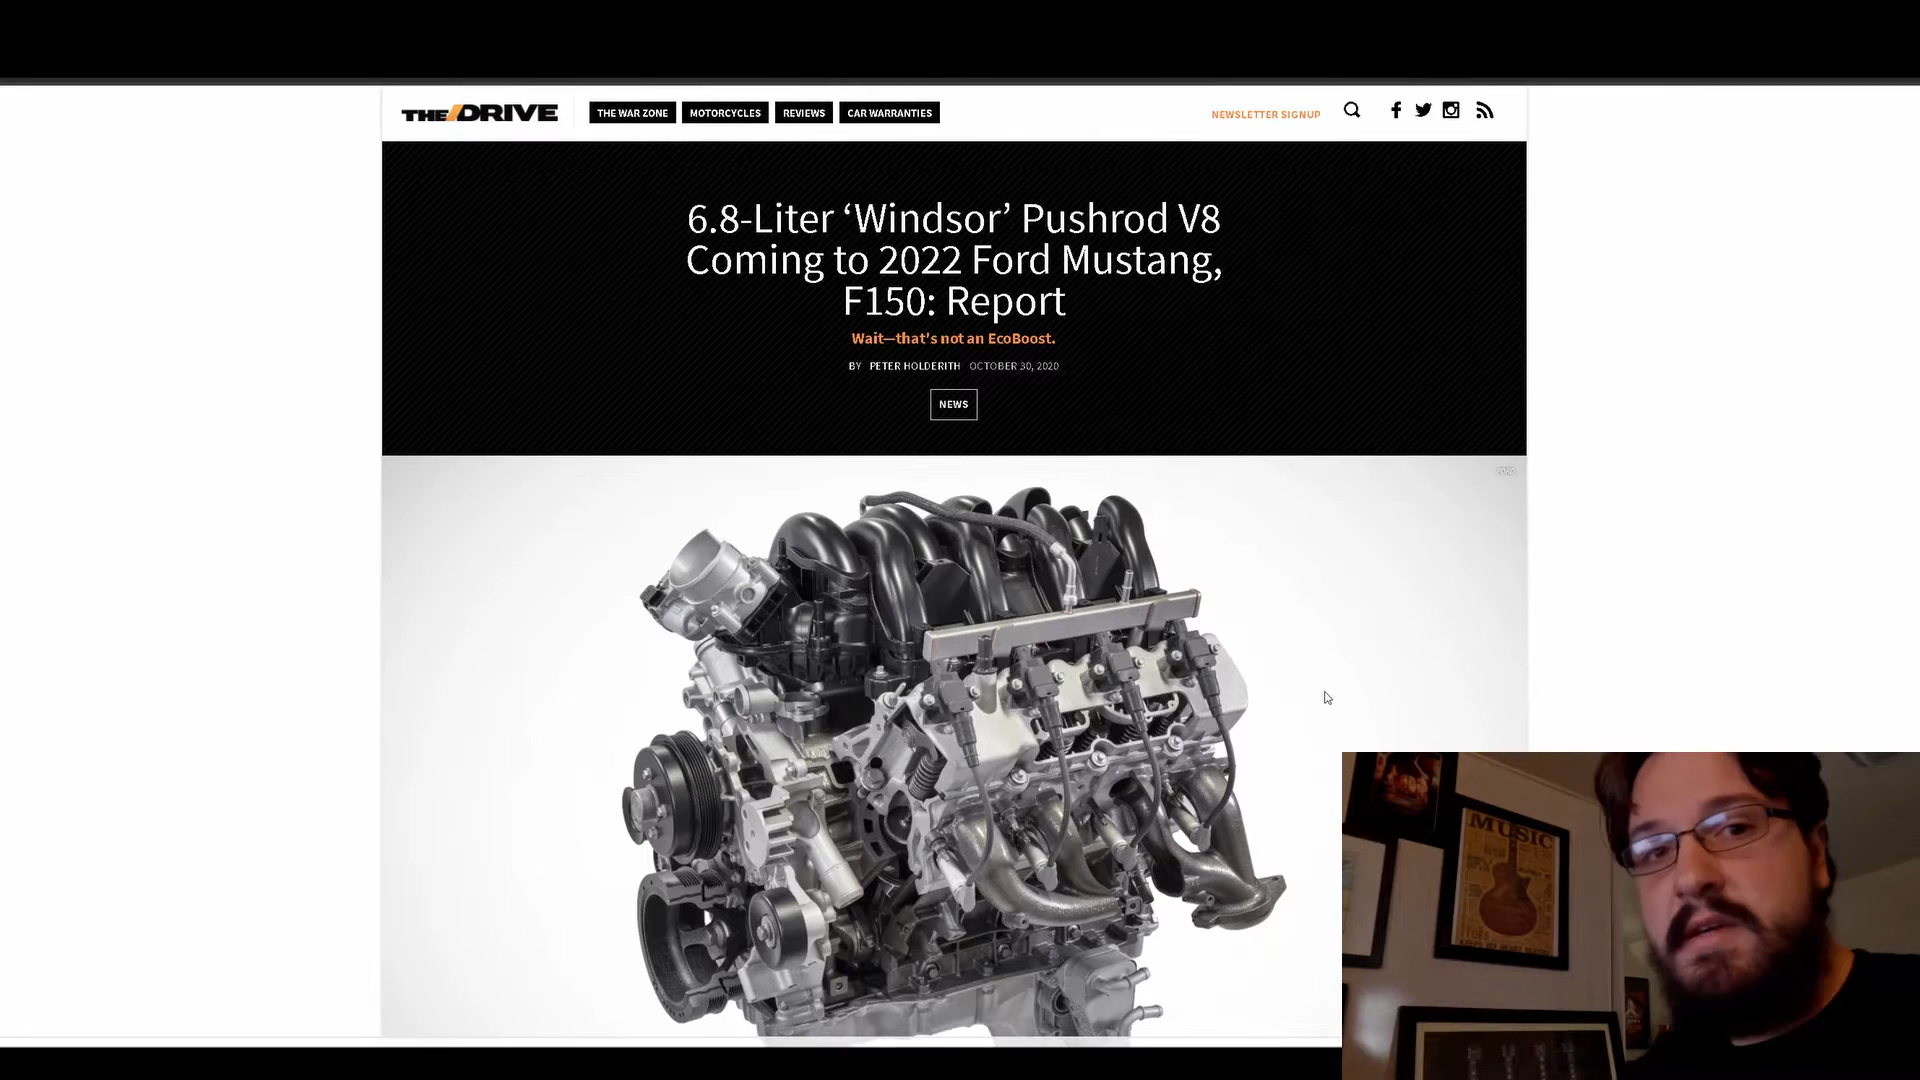 THE DRIVE
THE WAR ZONE
MOTORCYCLES
REVIEWS
CAR WARRANTIES
NEWSLETTER SIGNUP
6.8-Liter ‘Windsor’ Pushrod V8
Coming to 2022 Ford Mustang,
F150: Report
Wait—that's not an EcoBoost.
BY PETER HOLDERITH OCTOBER 30, 2020
NEWS
FORD
MUSIC